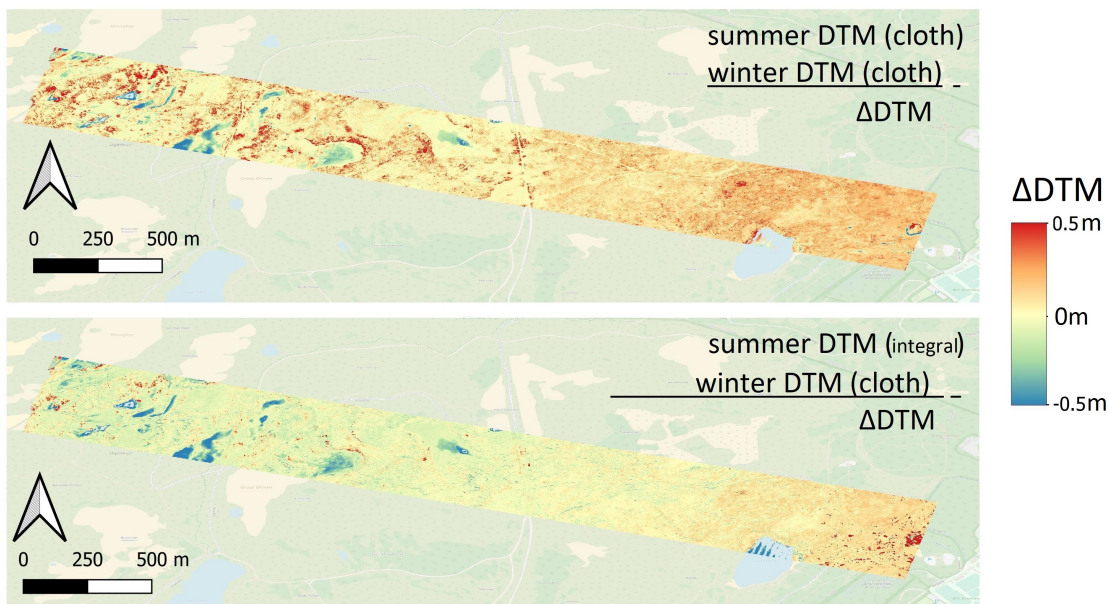 summer DTM (cloth)
winter DTM (cloth) -
ΔDTM
0 250 500 m
ΔDTM
0.5m
0m
-0.5m
summer DTM (integral)
winter DTM (cloth) -
ΔDTM
0 250 500 m